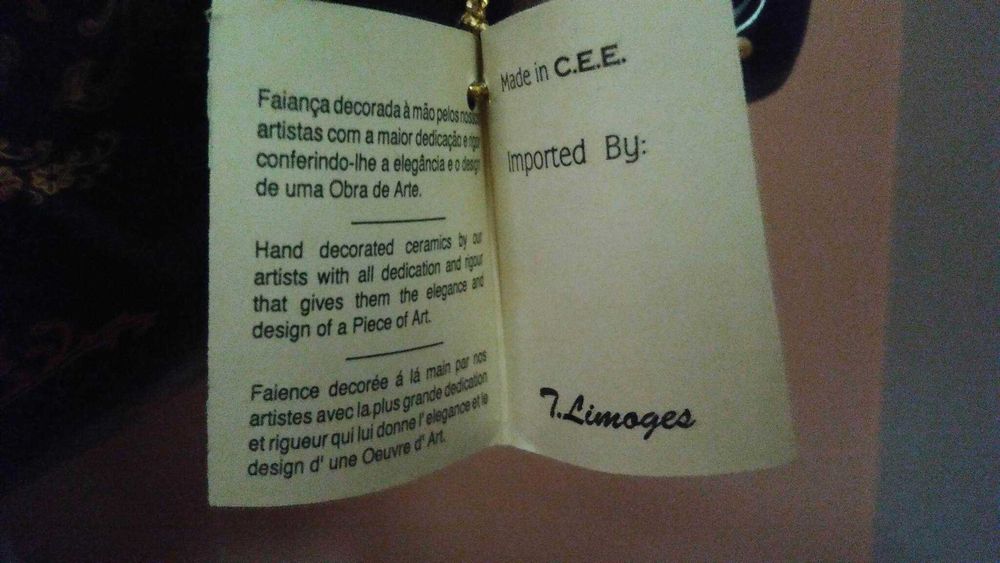 Faiança decorada à mão pelos nossos
artistas com a maior dedicação e rigor
conferindo-lhe a elegância e o design
de uma Obra de Arte.
Hand decorated ceramics by our
artists with all dedication and rigour
that gives them the elegance and
design of a Piece of Art.
Faience decorée á lá main par nos
artistes avec la plus grande dedication
et rigueur qui lui donne l' elegance et le
design d' une Oeuvre d' Art.
Made in C.E.E.
Imported By:
T.Limoges